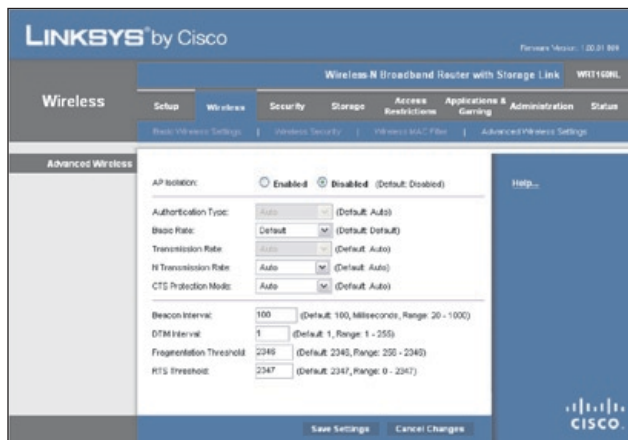 LINKSYS® by Cisco
Firmware Version: 1.00.01 B01
Wireless-N Broadband Router with Storage Link WRT160NL
Wireless
Setup Wireless Security Storage Access Restrictions Applications & Gaming Administration Status
Basic Wireless Settings | Wireless Security | Wireless MAC Filter | Advanced Wireless Settings
Advanced Wireless
AP Isolation: Enabled Disabled (Default: Disabled)
Help...
Authentication Type: Auto (Default: Auto)
Basic Rate: Default (Default: Default)
Transmission Rate: Auto (Default: Auto)
N Transmission Rate: Auto (Default: Auto)
CTS Protection Mode: Auto (Default: Auto)
Beacon Interval: 100 (Default: 100, Milliseconds, Range: 20 - 1000)
DTIM Interval: 1 (Default: 1, Range: 1 - 255)
Fragmentation Threshold: 2346 (Default: 2346, Range: 256 - 2346)
RTS Threshold: 2347 (Default: 2347, Range: 0 - 2347)
Save Settings Cancel Changes
CISCO.